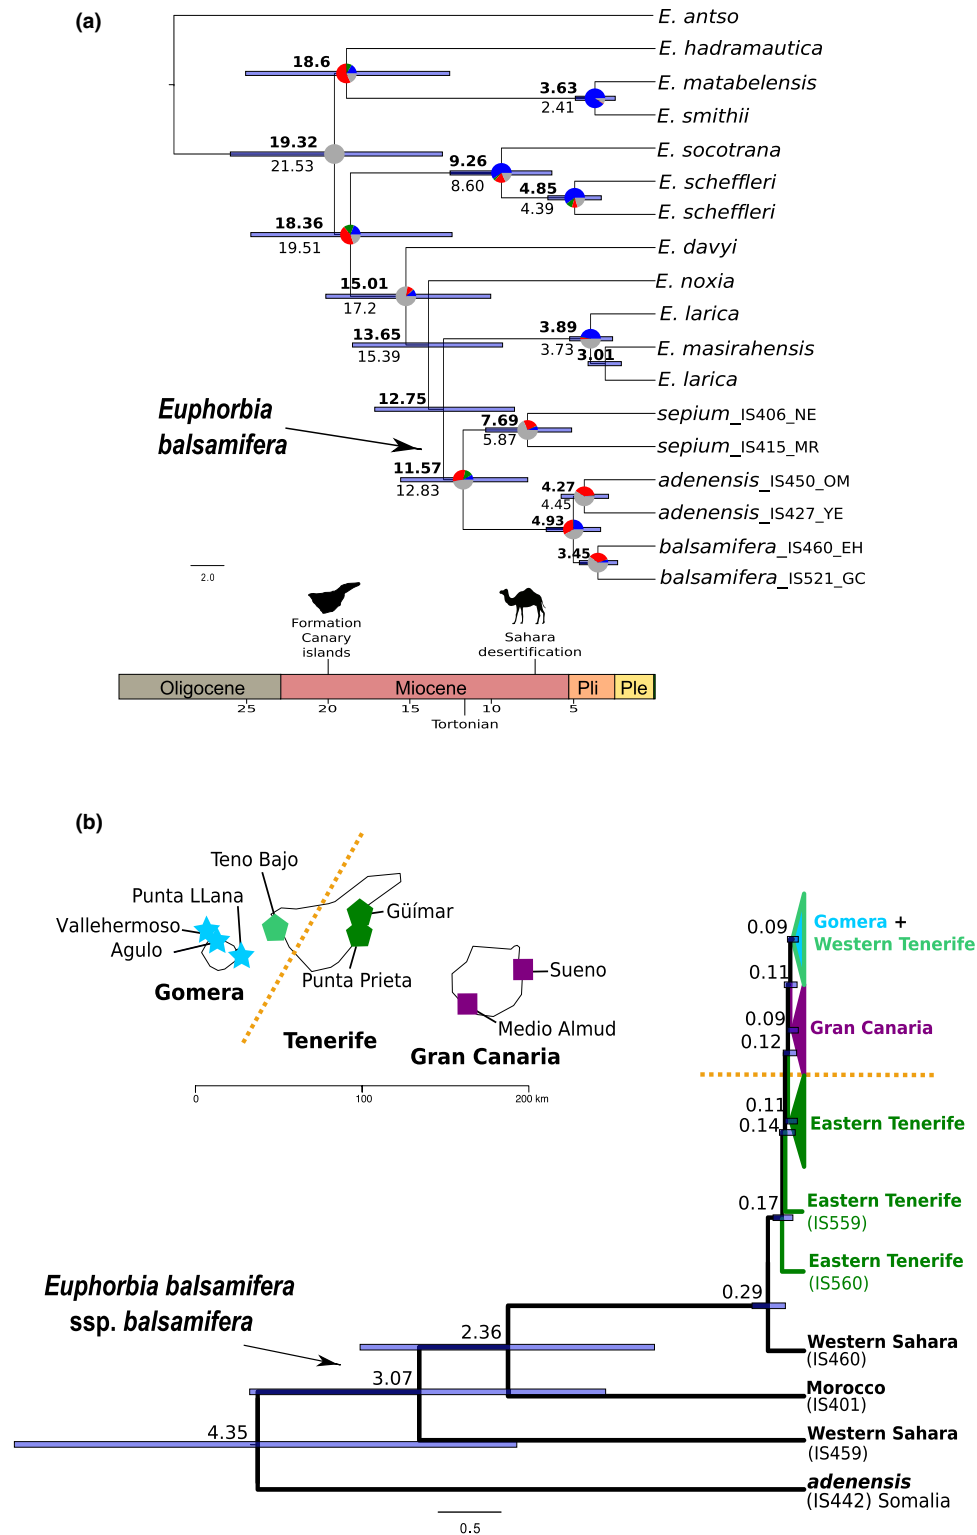 (a)
E. antso
E. hadramautica
18.6
E. matabelensis
3.63
2.41
E. smithii
19.32
21.53
E. socotrana
9.26
8.60
E. scheffleri
4.85
4.39
E. scheffleri
18.36
19.51
E. davyi
15.01
17.2
E. noxia
E. larica
3.89
3.73
13.65
15.39
E. masirahensis
3.01
E. larica
12.75
Euphorbia
balsamifera
sepium_IS406_NE
7.69
5.87
sepium_IS415_MR
11.57
12.83
adenensis_IS450_OM
4.27
4.45
adenensis_IS427_YE
4.93
balsamifera_IS460_EH
3.45
balsamifera_IS521_GC
2.0
Formation
Canary
islands
Sahara
desertification
Oligocene
Miocene
Pli
Ple
25
20
15
10
5
Tortonian
(b)
Teno Bajo
Punta LLana
Vallehermoso
Agulo
Güímar
Punta Prieta
Gomera
Sueno
Tenerife
Medio Almud
Gran Canaria
0
100
200 km
0.09
Gomera +
Western Tenerife
0.11
0.09
Gran Canaria
0.12
0.11
Eastern Tenerife
0.14
0.17
Eastern Tenerife
(IS559)
Eastern Tenerife
(IS560)
0.29
Euphorbia balsamifera
ssp. balsamifera
2.36
Western Sahara
(IS460)
3.07
Morocco
(IS401)
4.35
Western Sahara
(IS459)
adenensis
(IS442) Somalia
0.5